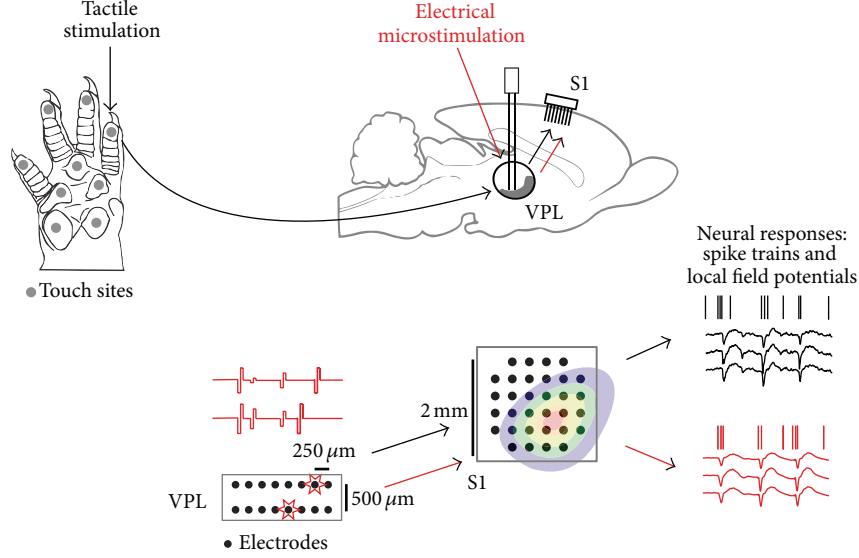 Tactile
stimulation
Electrical
microstimulation
S1
VPL
Touch sites
Neural responses:
spike trains and
local field potentials
2 mm
250 μm
S1
VPL
500 μm
Electrodes